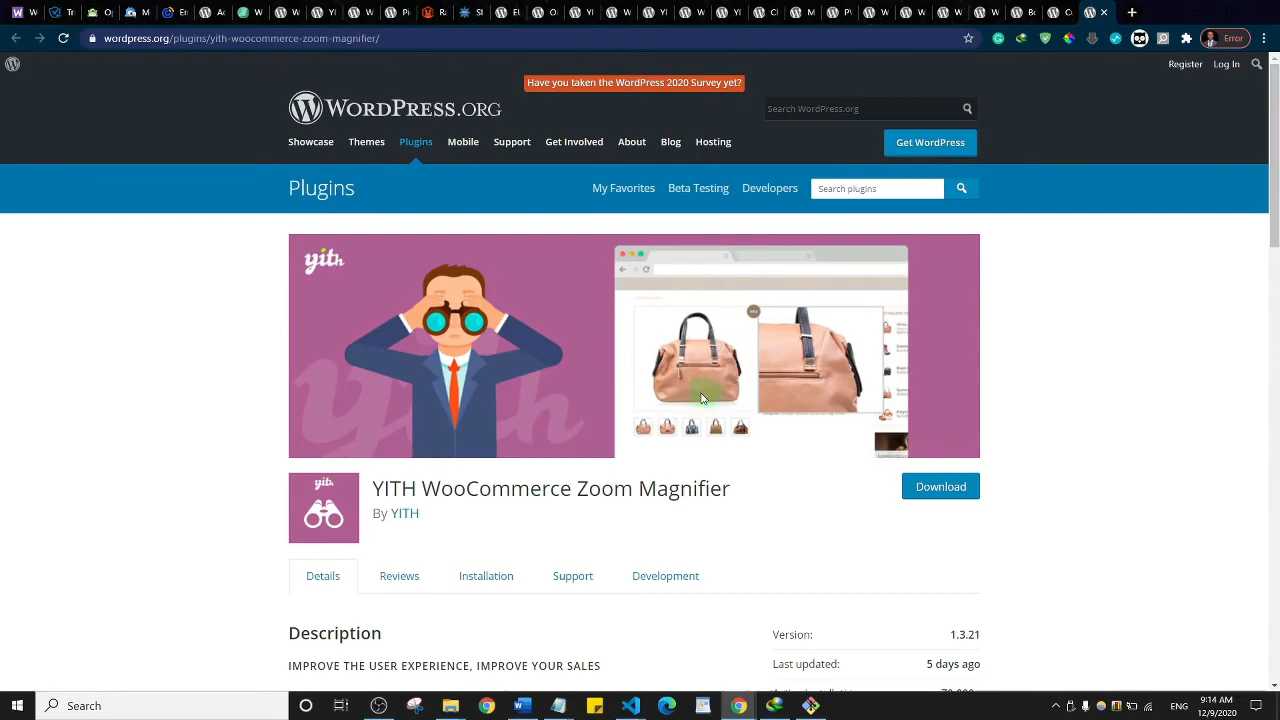 wordpress.org/plugins/yith-woocommerce-zoom-magnifier/
Error
Register
Log In
Have you taken the WordPress 2020 Survey yet?
WORDPRESS.ORG
Search WordPress.org
Showcase
Themes
Plugins
Mobile
Support
Get Involved
About
Blog
Hosting
Get WordPress
Plugins
My Favorites
Beta Testing
Developers
Search plugins
yith
yith
yith
YITH WooCommerce Zoom Magnifier
By YITH
Download
Details
Reviews
Installation
Support
Development
Description
IMPROVE THE USER EXPERIENCE, IMPROVE YOUR SALES
Version:
1.3.21
Last updated:
5 days ago
Search
ENG
9:14 AM
12/9/2020